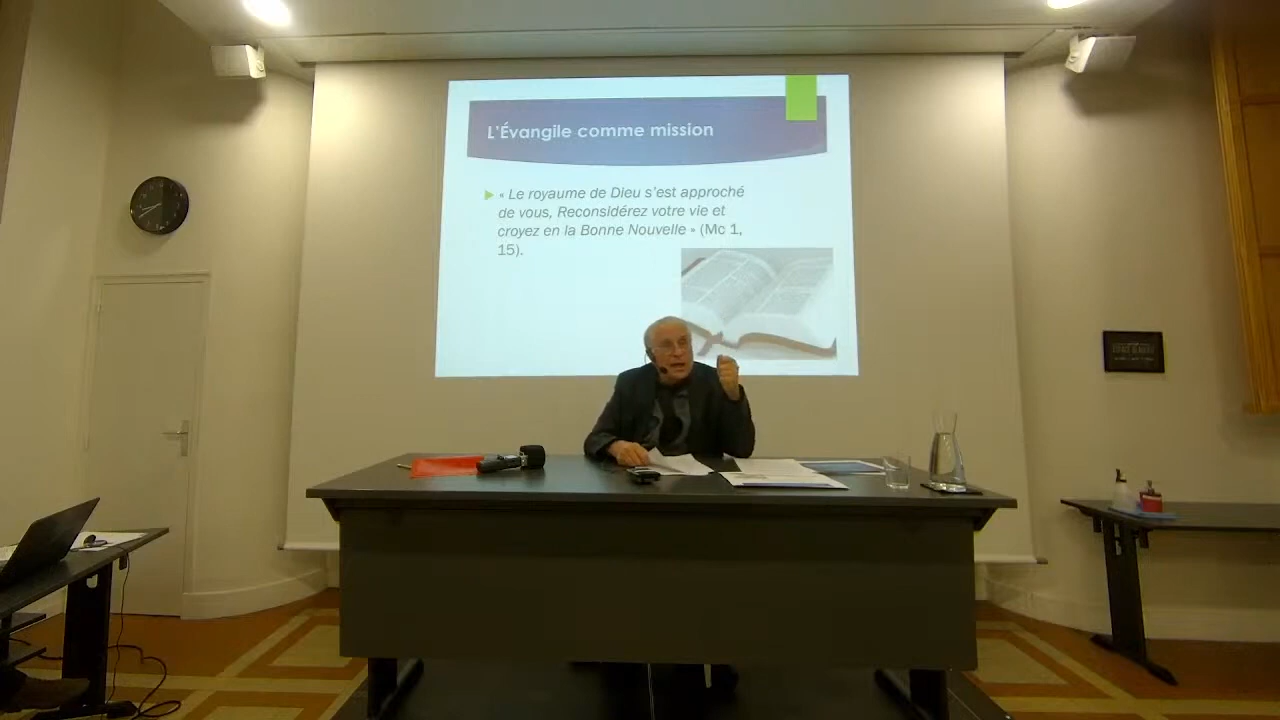 L'Évangile comme mission
« Le royaume de Dieu s'est approché
de vous, Reconsidérez votre vie et
croyez en la Bonne Nouvelle » (Mc 1,
15).